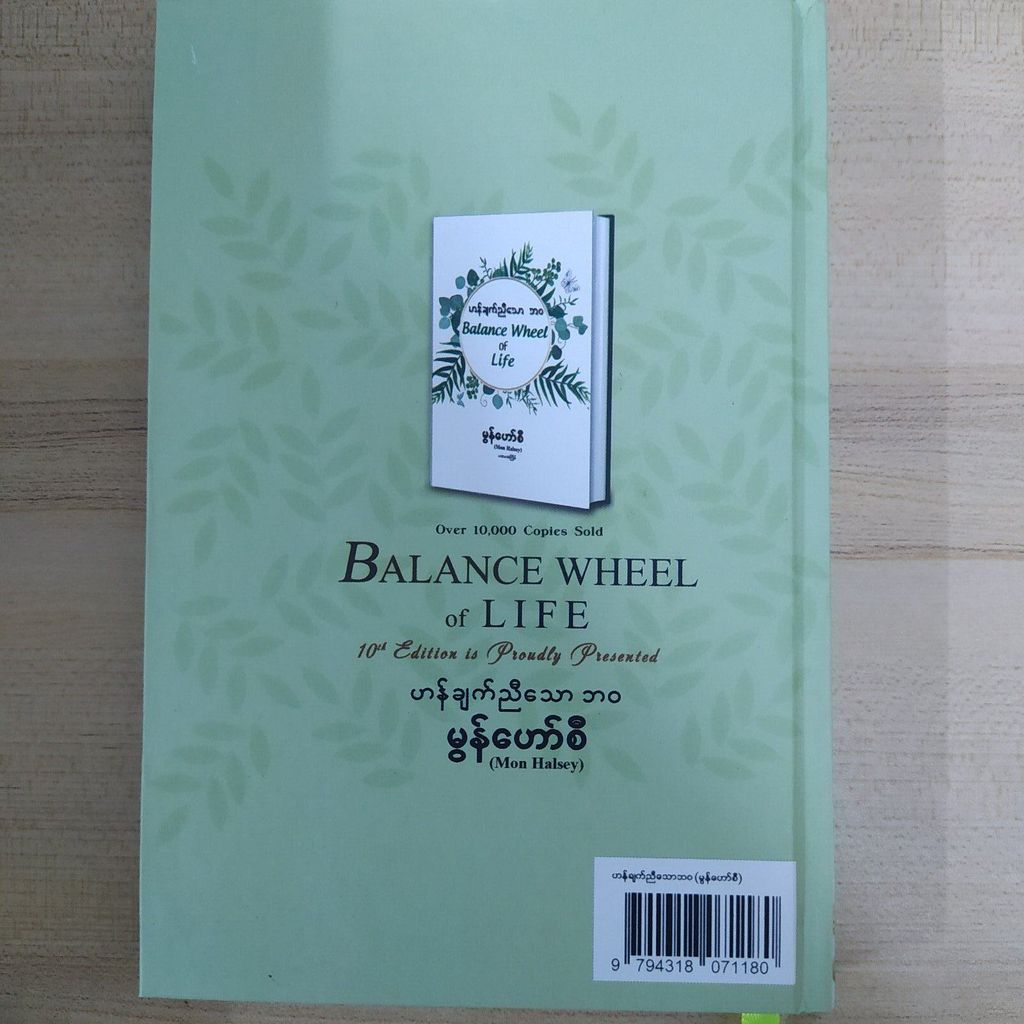 ဟန်ချက်ညီသော ဘဝ
Balance Wheel
Of
Life
မွန်ဟော်စီ
(Mon Halsey)
Over 10,000 Copies Sold
BALANCE WHEEL
of LIFE
10th Edition is Proudly Presented
ဟန်ချက်ညီသော ဘဝ
မွန်ဟော်စီ
(Mon Halsey)
ဟန်ချက်ညီသောဘဝ (မွန်ဟော်စီ)
9 794318 071180